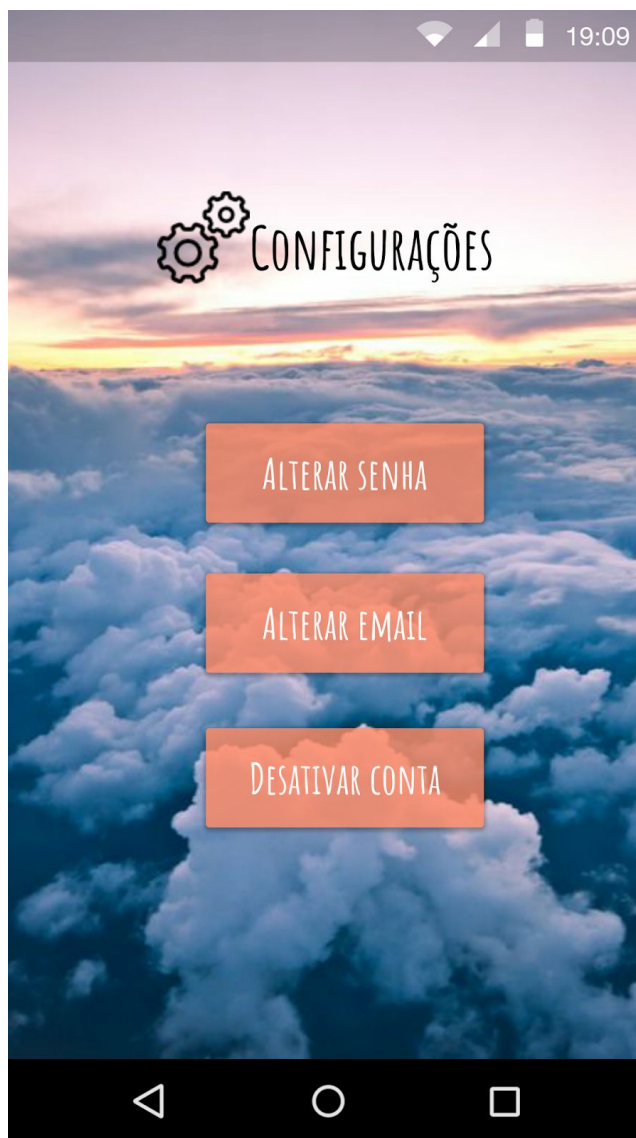 19:09
Configurações
Alterar senha
Alterar email
Desativar conta